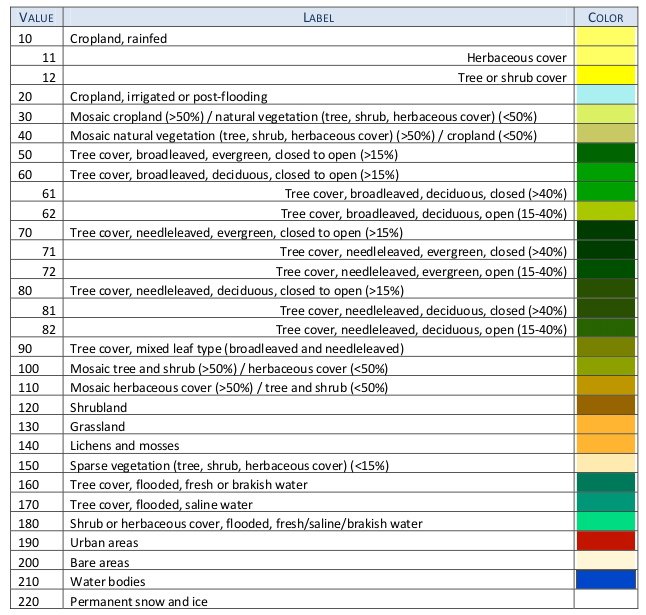 VALUE LABEL COLOR
10 Cropland, rainfed
11 Herbaceous cover
12 Tree or shrub cover
20 Cropland, irrigated or post-flooding
30 Mosaic cropland (>50%) / natural vegetation (tree, shrub, herbaceous cover) (<50%)
40 Mosaic natural vegetation (tree, shrub, herbaceous cover) (>50%) / cropland (<50%)
50 Tree cover, broadleaved, evergreen, closed to open (>15%)
60 Tree cover, broadleaved, deciduous, closed to open (>15%)
61 Tree cover, broadleaved, deciduous, closed (>40%)
62 Tree cover, broadleaved, deciduous, open (15-40%)
70 Tree cover, needleleaved, evergreen, closed to open (>15%)
71 Tree cover, needleleaved, evergreen, closed (>40%)
72 Tree cover, needleleaved, evergreen, open (15-40%)
80 Tree cover, needleleaved, deciduous, closed to open (>15%)
81 Tree cover, needleleaved, deciduous, closed (>40%)
82 Tree cover, needleleaved, deciduous, open (15-40%)
90 Tree cover, mixed leaf type (broadleaved and needleleaved)
100 Mosaic tree and shrub (>50%) / herbaceous cover (<50%)
110 Mosaic herbaceous cover (>50%) / tree and shrub (<50%)
120 Shrubland
130 Grassland
140 Lichens and mosses
150 Sparse vegetation (tree, shrub, herbaceous cover) (<15%)
160 Tree cover, flooded, fresh or brakish water
170 Tree cover, flooded, saline water
180 Shrub or herbaceous cover, flooded, fresh/saline/brakish water
190 Urban areas
200 Bare areas
210 Water bodies
220 Permanent snow and ice